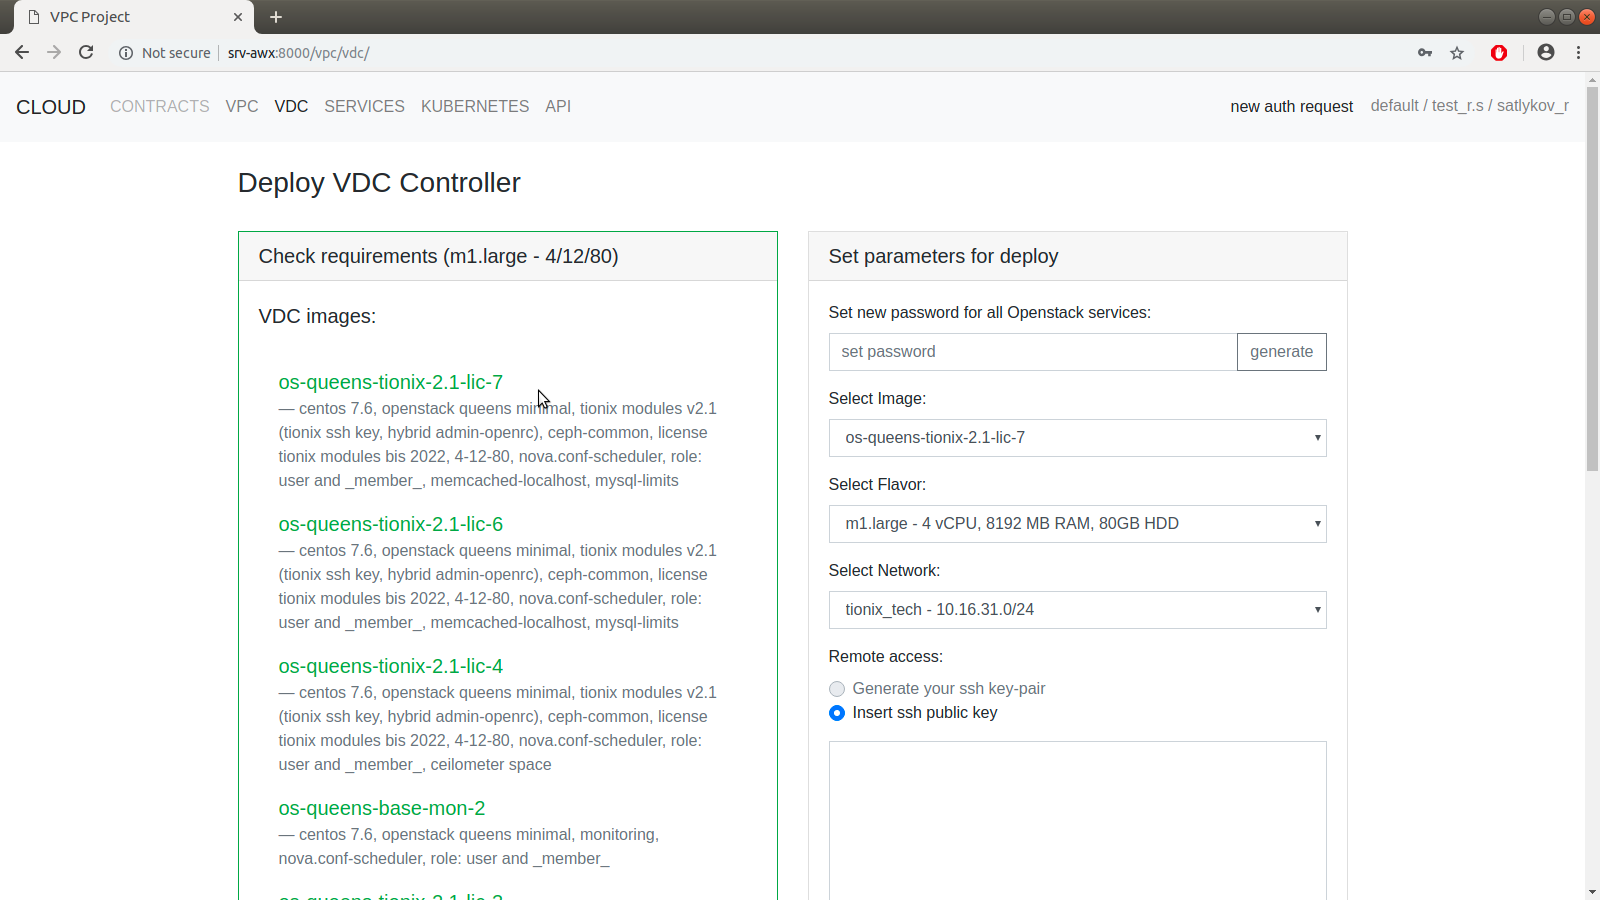 VPC Project
Not secure
srv-awx:8000/vpc/vdc/
CLOUD CONTRACTS VPC VDC SERVICES KUBERNETES API
new auth request default / test_r.s / satlykov_r
Deploy VDC Controller
Check requirements (m1.large - 4/12/80)
VDC images:
os-queens-tionix-2.1-lic-7
— centos 7.6, openstack queens minimal, tionix modules v2.1
(tionix ssh key, hybrid admin-openrc), ceph-common, license
tionix modules bis 2022, 4-12-80, nova.conf-scheduler, role:
user and _member_, memcached-localhost, mysql-limits
os-queens-tionix-2.1-lic-6
— centos 7.6, openstack queens minimal, tionix modules v2.1
(tionix ssh key, hybrid admin-openrc), ceph-common, license
tionix modules bis 2022, 4-12-80, nova.conf-scheduler, role:
user and _member_, memcached-localhost, mysql-limits
os-queens-tionix-2.1-lic-4
— centos 7.6, openstack queens minimal, tionix modules v2.1
(tionix ssh key, hybrid admin-openrc), ceph-common, license
tionix modules bis 2022, 4-12-80, nova.conf-scheduler, role:
user and _member_, ceilometer space
os-queens-base-mon-2
— centos 7.6, openstack queens minimal, monitoring,
nova.conf-scheduler, role: user and _member_
Set parameters for deploy
Set new password for all Openstack services:
set password
generate
Select Image:
os-queens-tionix-2.1-lic-7
Select Flavor:
m1.large - 4 vCPU, 8192 MB RAM, 80GB HDD
Select Network:
tionix_tech - 10.16.31.0/24
Remote access:
Generate your ssh key-pair
Insert ssh public key